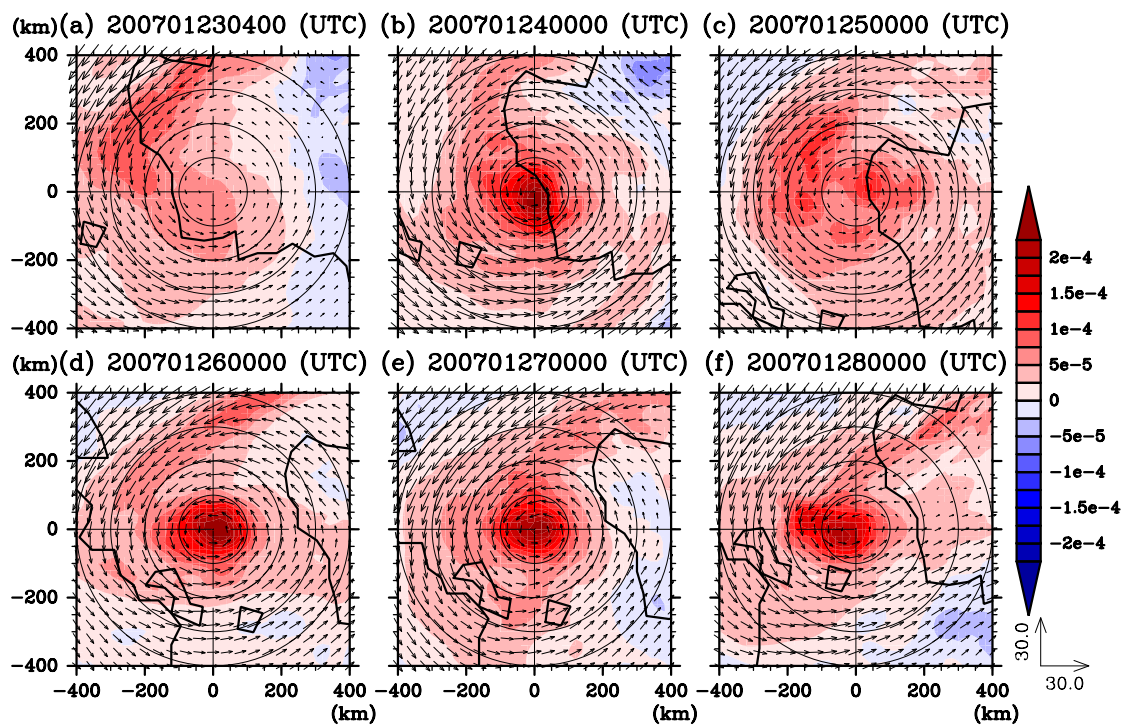 (km) (a) 200701230400 (UTC) (b) 200701240000 (UTC) (c) 200701250000 (UTC)
400
200
0
−200
−400
2e−4
1.5e−4
1e−4
5e−5
0
−5e−5
−1e−4
−1.5e−4
−2e−4
(km) (d) 200701260000 (UTC) (e) 200701270000 (UTC) (f) 200701280000 (UTC)
400
200
0
−200
−400
−400 −200 0 200 400 −400 −200 0 200 400 −400 −200 0 200 400
(km) (km) (km)
30.0
30.0